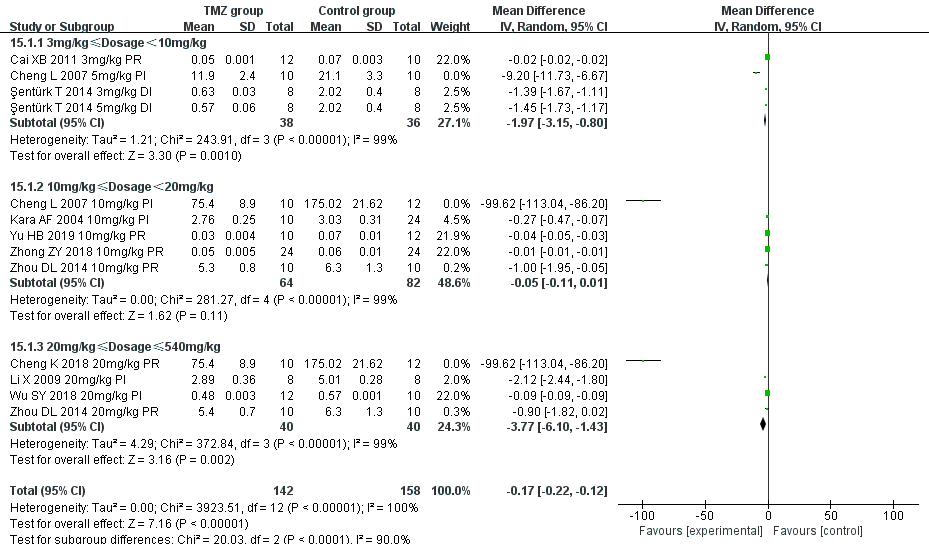 TMZ group Control group Mean Difference Mean Difference
Study or Subgroup Mean SD Total Mean SD Total Weight IV, Random, 95% CI IV, Random, 95% CI
15.1.1 3mg/kg≤Dosage<10mg/kg
Cai XB 2011 3mg/kg PR 0.05 0.001 12 0.07 0.003 10 22.0% -0.02 [-0.02, -0.02]
Cheng L 2007 5mg/kg PI 11.9 2.4 10 21.1 3.3 10 0.0% -9.20 [-11.73, -6.67]
Şentürk T 2014 3mg/kg DI 0.63 0.03 8 2.02 0.4 8 2.5% -1.39 [-1.67, -1.11]
Şentürk T 2014 5mg/kg DI 0.57 0.06 8 2.02 0.4 8 2.5% -1.45 [-1.73, -1.17]
Subtotal (95% CI) 38 36 27.1% -1.97 [-3.15, -0.80]
Heterogeneity: Tau² = 1.21; Chi² = 243.91, df = 3 (P < 0.00001); I² = 99%
Test for overall effect: Z = 3.30 (P = 0.0010)
15.1.2 10mg/kg≤Dosage<20mg/kg
Cheng L 2007 10mg/kg PI 75.4 8.9 10 175.02 21.62 12 0.0% -99.62 [-113.04, -86.20]
Kara AF 2004 10mg/kg PI 2.76 0.25 10 3.03 0.31 24 4.5% -0.27 [-0.47, -0.07]
Yu HB 2019 10mg/kg PR 0.03 0.004 10 0.07 0.01 12 21.9% -0.04 [-0.05, -0.03]
Zhong ZY 2018 10mg/kg PR 0.05 0.005 24 0.06 0.01 24 22.0% -0.01 [-0.01, -0.01]
Zhou DL 2014 10mg/kg PR 5.3 0.8 10 6.3 1.3 10 0.2% -1.00 [-1.95, -0.05]
Subtotal (95% CI) 64 82 48.6% -0.05 [-0.11, 0.01]
Heterogeneity: Tau² = 0.00; Chi² = 281.27, df = 4 (P < 0.00001); I² = 99%
Test for overall effect: Z = 1.62 (P = 0.11)
15.1.3 20mg/kg≤Dosage≤540mg/kg
Cheng K 2018 20mg/kg PR 75.4 8.9 10 175.02 21.62 12 0.0% -99.62 [-113.04, -86.20]
Li X 2009 20mg/kg PI 2.89 0.36 8 5.01 0.28 8 2.0% -2.12 [-2.44, -1.80]
Wu SY 2018 20mg/kg PI 0.48 0.003 12 0.57 0.001 10 22.0% -0.09 [-0.09, -0.09]
Zhou DL 2014 20mg/kg PR 5.4 0.7 10 6.3 1.3 10 0.3% -0.90 [-1.82, 0.02]
Subtotal (95% CI) 40 40 24.3% -3.77 [-6.10, -1.43]
Heterogeneity: Tau² = 4.29; Chi² = 372.84, df = 3 (P < 0.00001); I² = 99%
Test for overall effect: Z = 3.16 (P = 0.002)
Total (95% CI) 142 158 100.0% -0.17 [-0.22, -0.12]
Heterogeneity: Tau² = 0.00; Chi² = 3923.51, df = 12 (P < 0.00001); I² = 100%
Test for overall effect: Z = 7.16 (P < 0.00001)
Test for subgroup differences: Chi² = 20.03, df = 2 (P < 0.0001), I² = 90.0%
-100 -50 0 50 100
Favours [experimental] Favours [control]